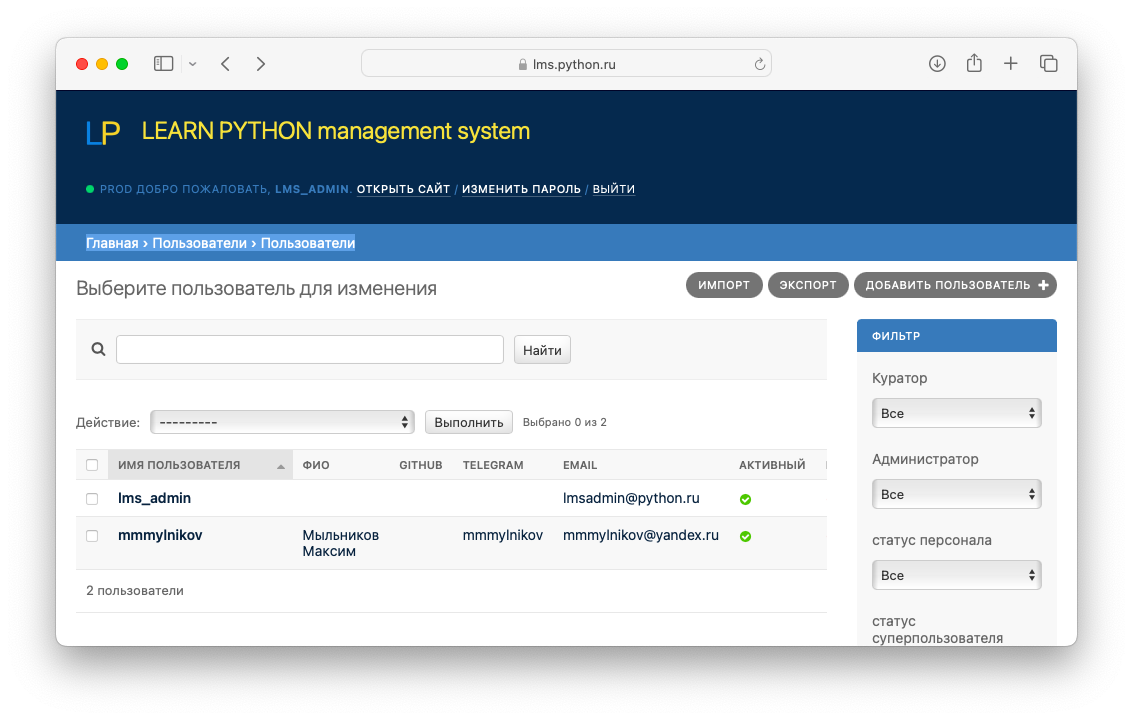 lms.python.ru
LP LEARN PYTHON management system
PROD ДОБРО ПОЖАЛОВАТЬ, LMS_ADMIN. ОТКРЫТЬ САЙТ / ИЗМЕНИТЬ ПАРОЛЬ / ВЫЙТИ
Главная › Пользователи › Пользователи
Выберите пользователь для изменения
ИМПОРТ ЭКСПОРТ ДОБАВИТЬ ПОЛЬЗОВАТЕЛЬ +
Найти
Действие: --------- Выполнить Выбрано 0 из 2
ИМЯ ПОЛЬЗОВАТЕЛЯ ФИО GITHUB TELEGRAM EMAIL АКТИВНЫЙ
lms_admin lmsadmin@python.ru
mmmylnikov Мыльников mmmylnikov mmmylnikov@yandex.ru
Максим
2 пользователи
ФИЛЬТР
Куратор
Все
Администратор
Все
статус персонала
Все
статус
суперпользователя